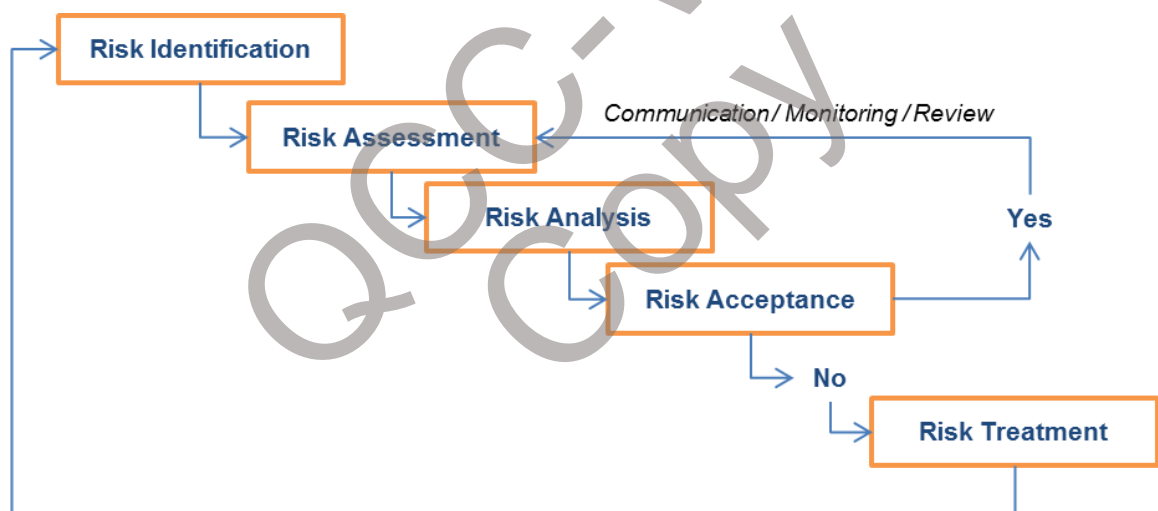 Risk Identification
Communication / Monitoring / Review
Risk Assessment
Risk Analysis
Yes
Risk Acceptance
No
Risk Treatment
QCC-
Copy